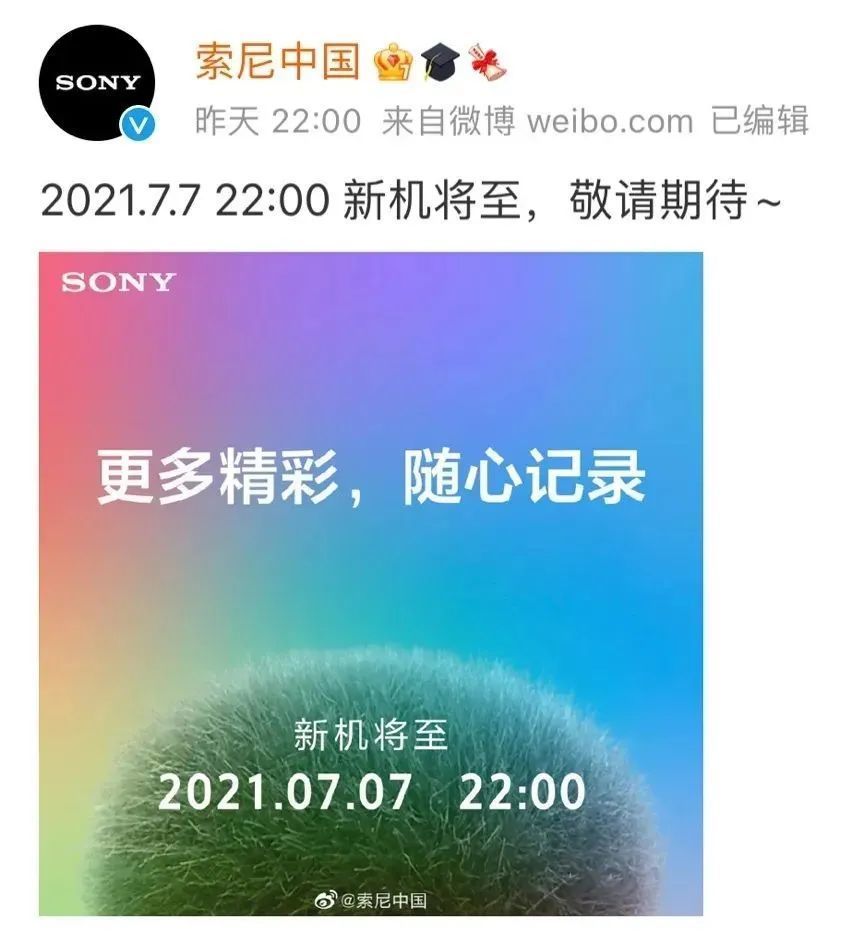 SONY
索尼中国
昨天 22:00 来自微博 weibo.com 已编辑
2021.7.7 22:00 新机将至，敬请期待~
SONY
更多精彩，随心记录
新机将至
2021.07.07 22:00
@索尼中国